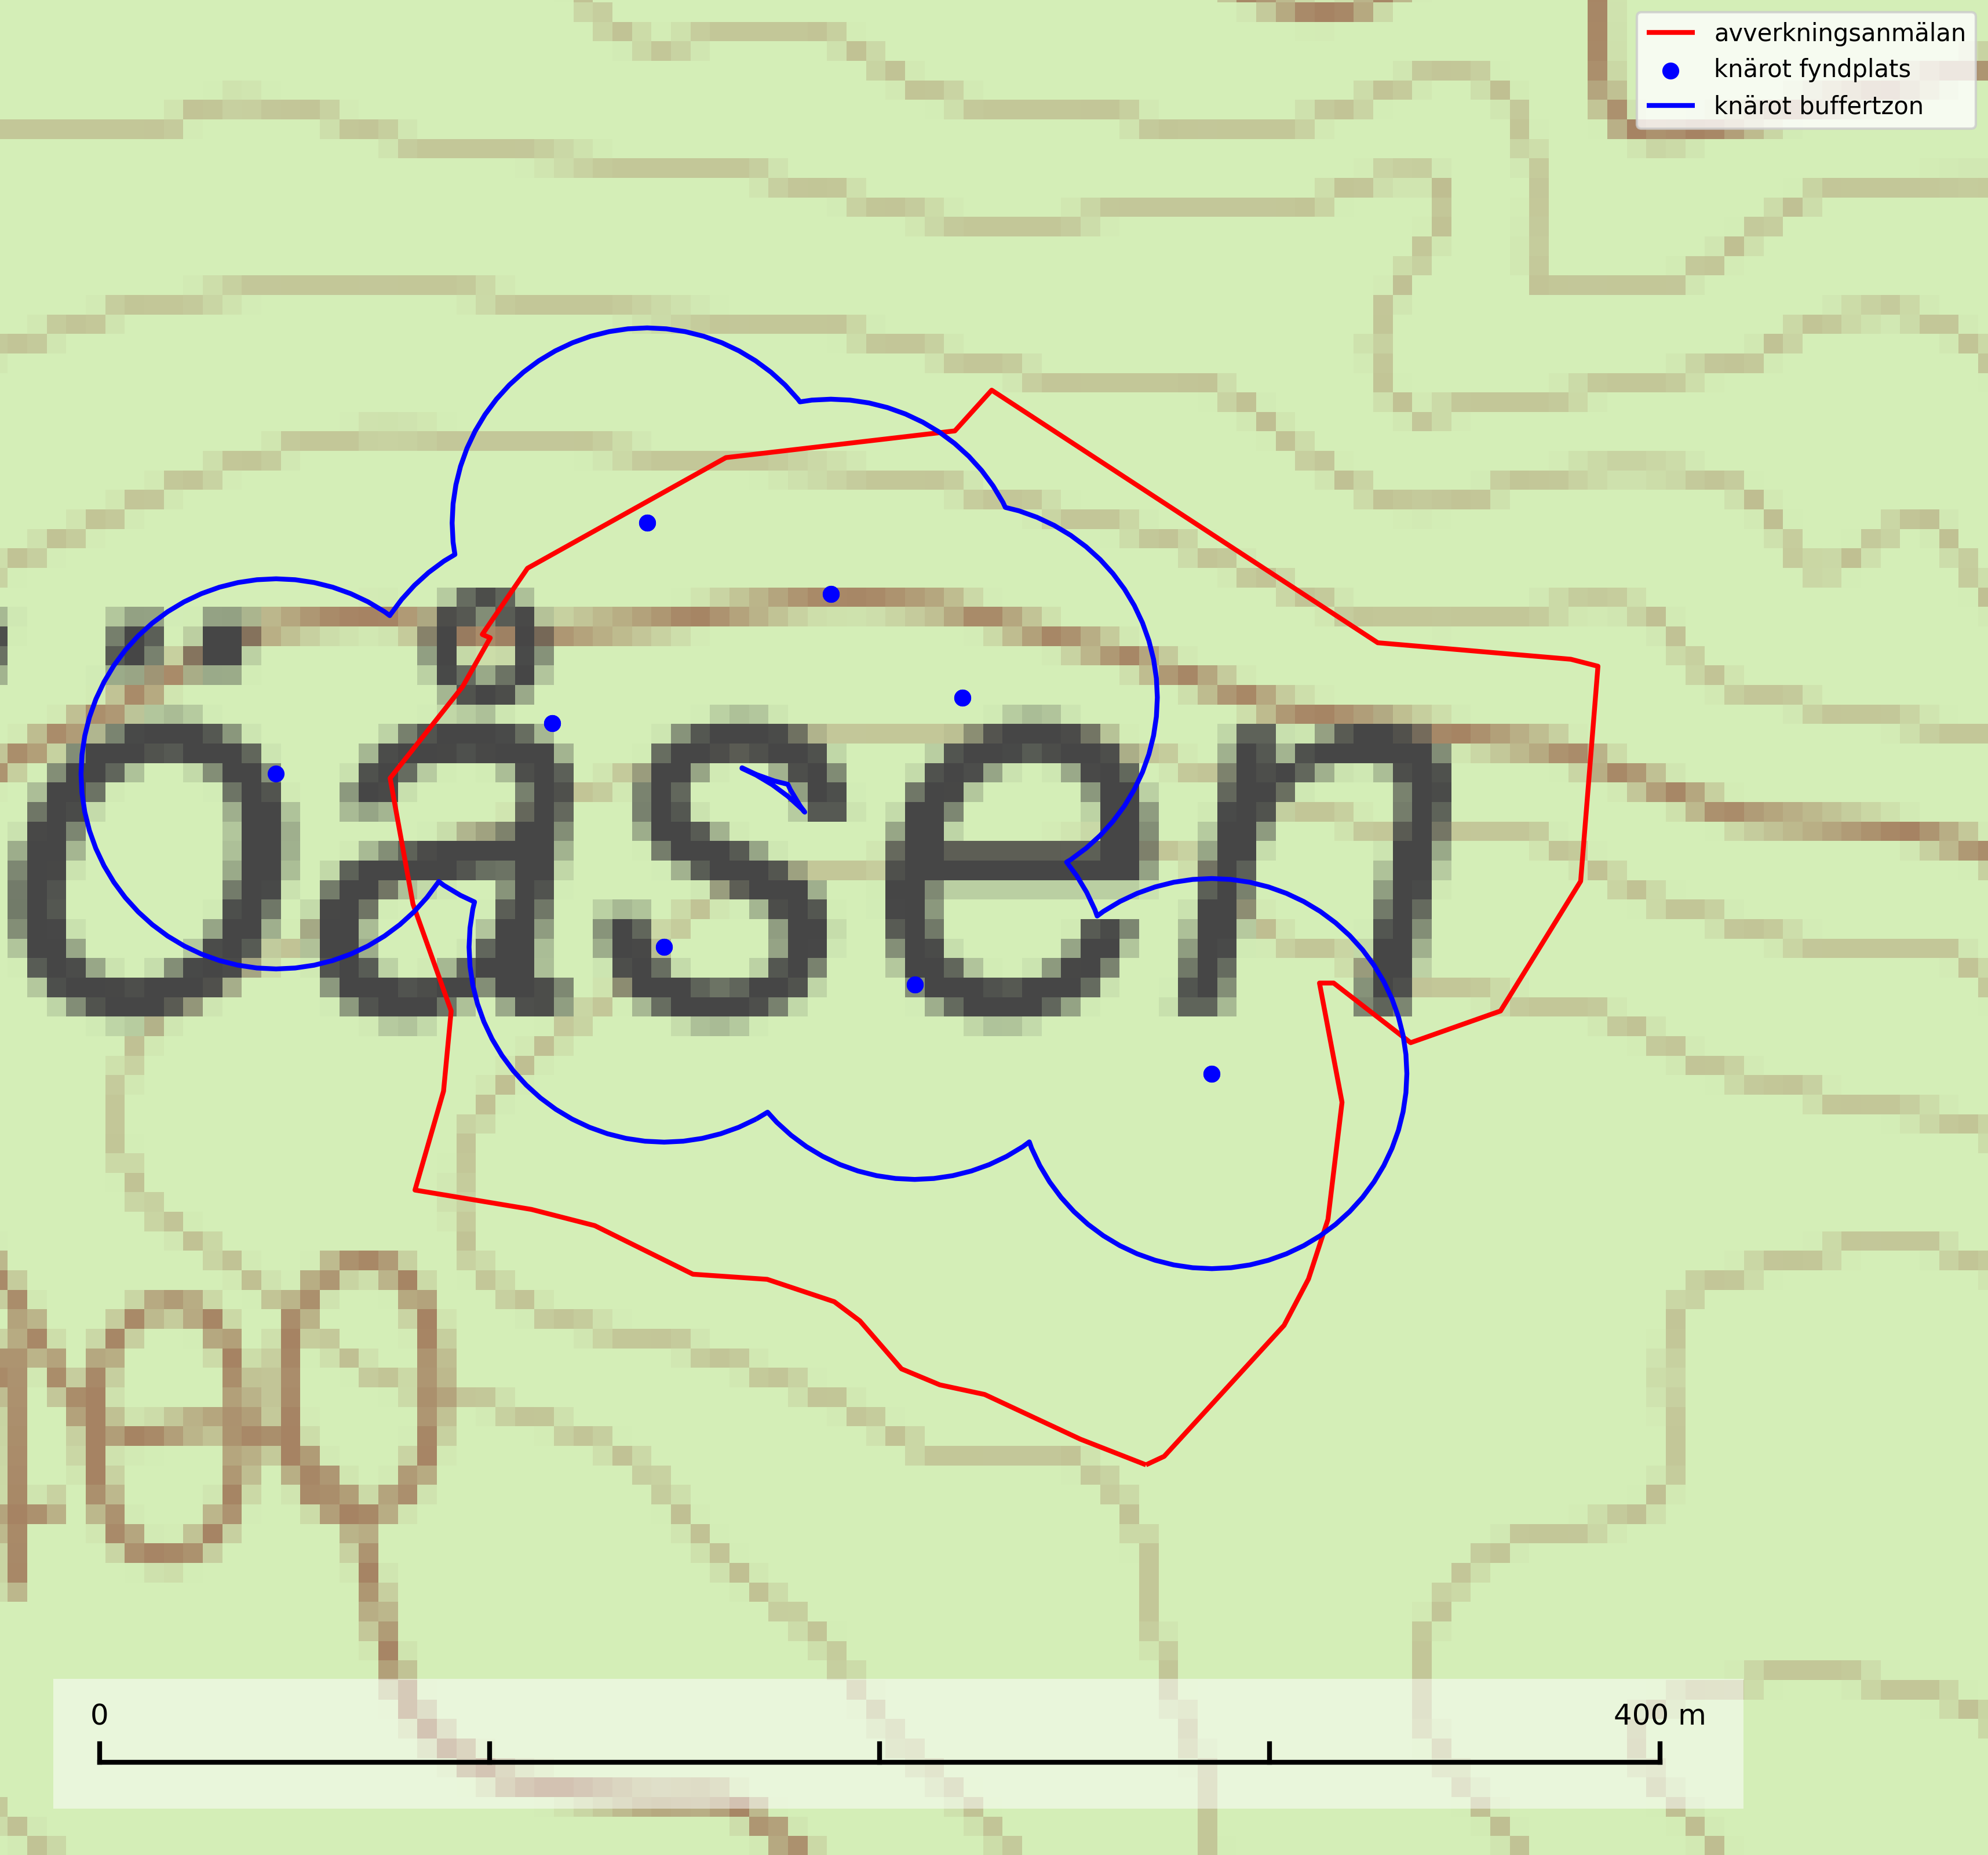 avverkningsanmälan
knärot fyndplats
knärot buffertzon
öåsen
0
400 m